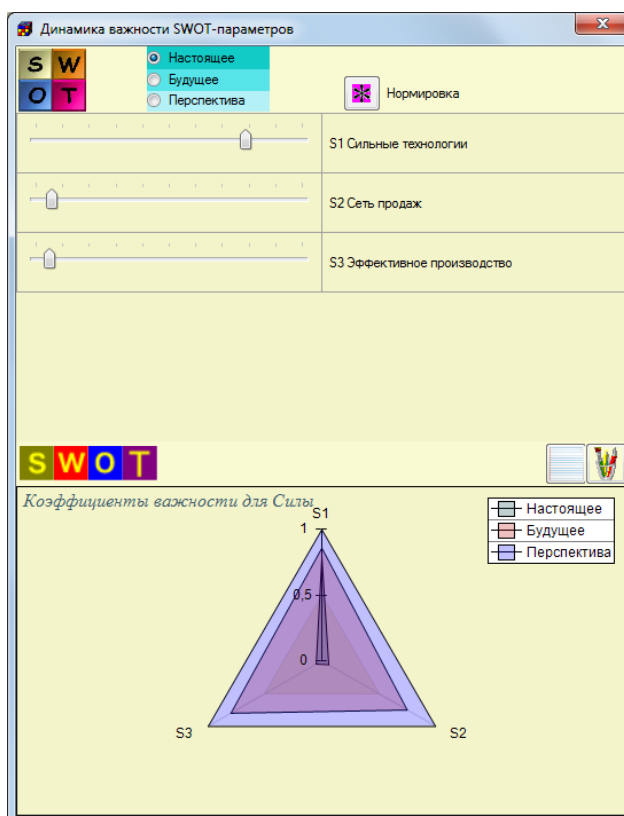 Динамика важности SWOT-параметров
S W
O T
Настоящее
Будущее
Перспектива
Нормировка
S1 Сильные технологии
S2 Сеть продаж
S3 Эффективное производство
SWOT
Коэффициенты важности для Силы
S1
1
0,5
0
S3
S2
Настоящее
Будущее
Перспектива